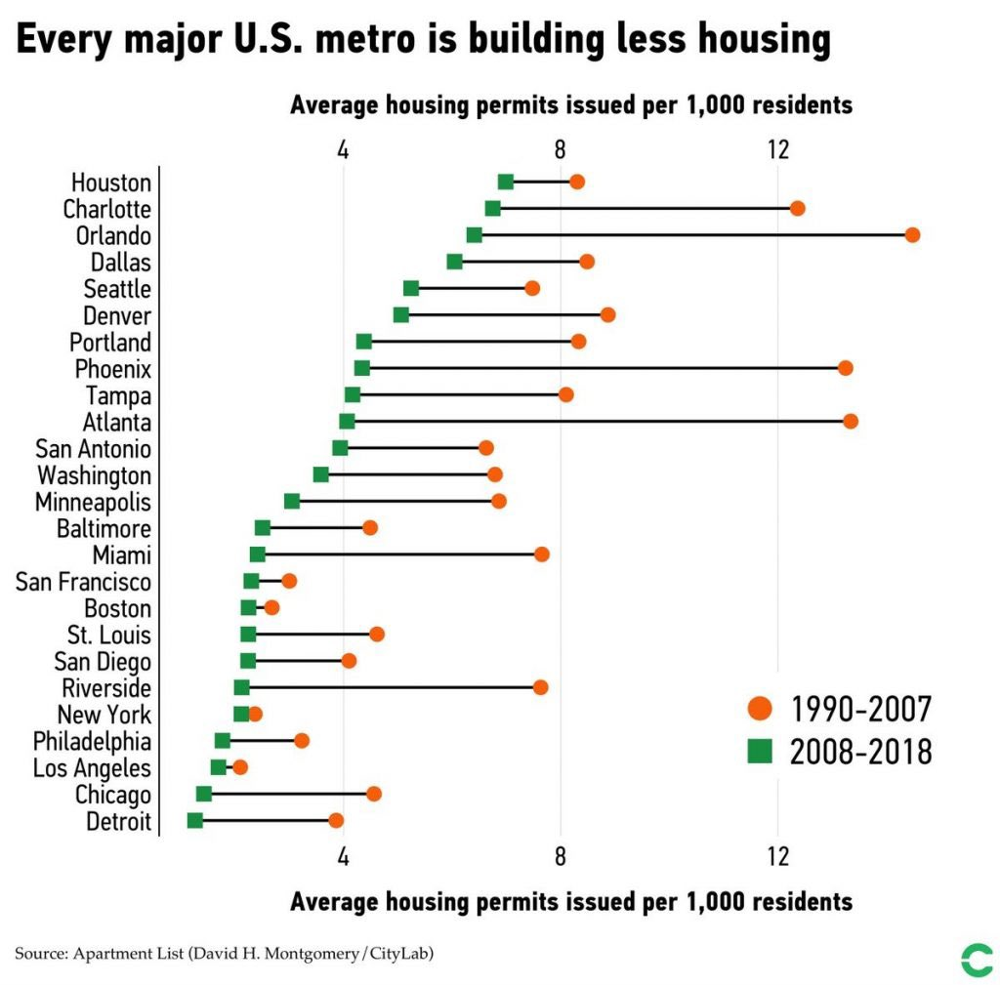 Every major U.S. metro is building less housing
Average housing permits issued per 1,000 residents
4 8 12
Houston
Charlotte
Orlando
Dallas
Seattle
Denver
Portland
Phoenix
Tampa
Atlanta
San Antonio
Washington
Minneapolis
Baltimore
Miami
San Francisco
Boston
St. Louis
San Diego
Riverside
New York
Philadelphia
Los Angeles
Chicago
Detroit
1990-2007
2008-2018
4 8 12
Average housing permits issued per 1,000 residents
Source: Apartment List (David H. Montgomery/CityLab)